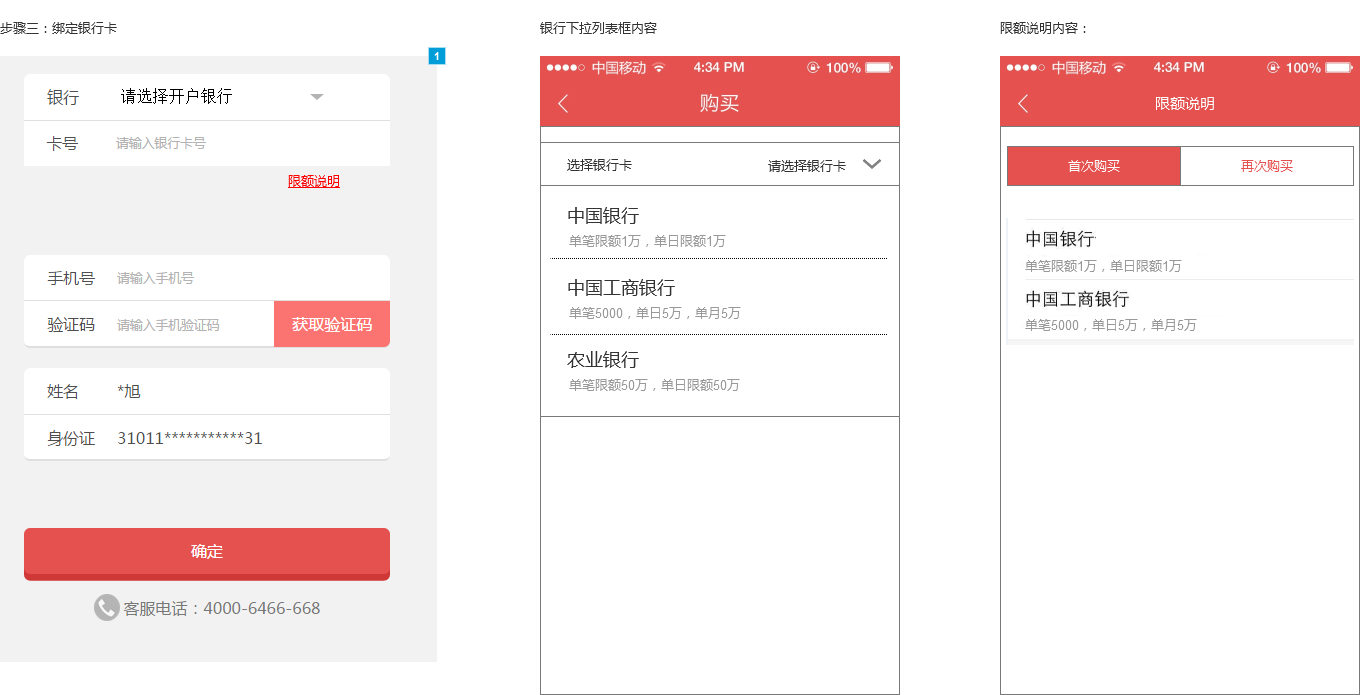 步骤三：绑定银行卡
1
银行 请选择开户银行
卡号 请输入银行卡号
限额说明
手机号 请输入手机号
验证码 请输入手机验证码 获取验证码
姓名 *旭
身份证 31011***********31
确定
客服电话：4000-6466-668
银行下拉列表框内容
中国移动 4:34 PM 100%
购买
选择银行卡 请选择银行卡
中国银行
单笔限额1万，单日限额1万
中国工商银行
单笔5000，单日5万，单月5万
农业银行
单笔限额50万，单日限额50万
限额说明内容：
中国移动 4:34 PM 100%
限额说明
首次购买 再次购买
中国银行
单笔限额1万，单日限额1万
中国工商银行
单笔5000，单日5万，单月5万